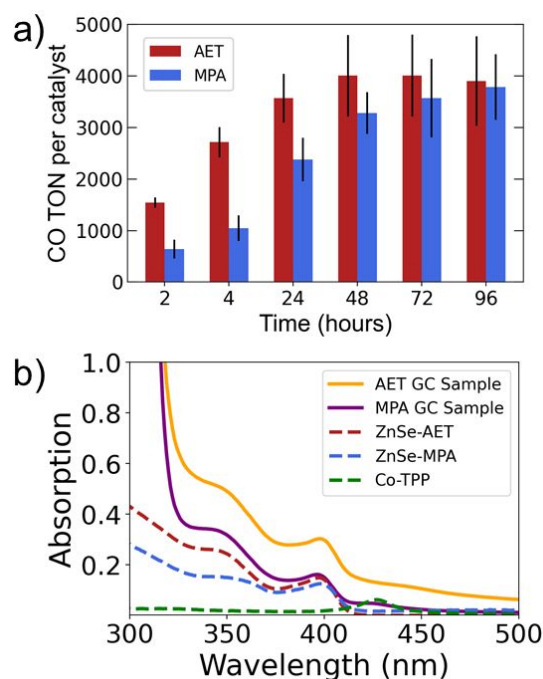 a)
CO TON per catalyst
5000
4000
3000
2000
1000
0
AET
MPA
2 4 24 48 72 96
Time (hours)
b)
Absorption
1.0
0.8
0.6
0.4
0.2
AET GC Sample
MPA GC Sample
ZnSe-AET
ZnSe-MPA
Co-TPP
300 350 400 450 500
Wavelength (nm)